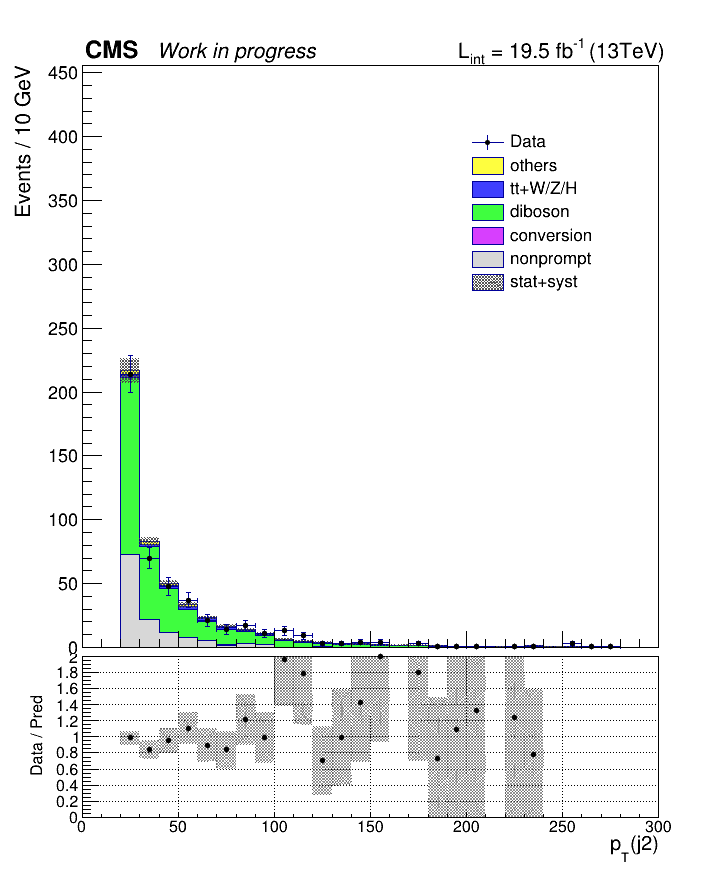 CMS Work in progress L_int = 19.5 fb^-1 (13TeV)
Events / 10 GeV
450
400
350
300
250
200
150
100
50
0
Data
others
tt+W/Z/H
diboson
conversion
nonprompt
stat+syst
Data / Pred
2
1.8
1.6
1.4
1.2
1
0.8
0.6
0.4
0.2
0
0 50 100 150 200 250 300
p_T(j2)